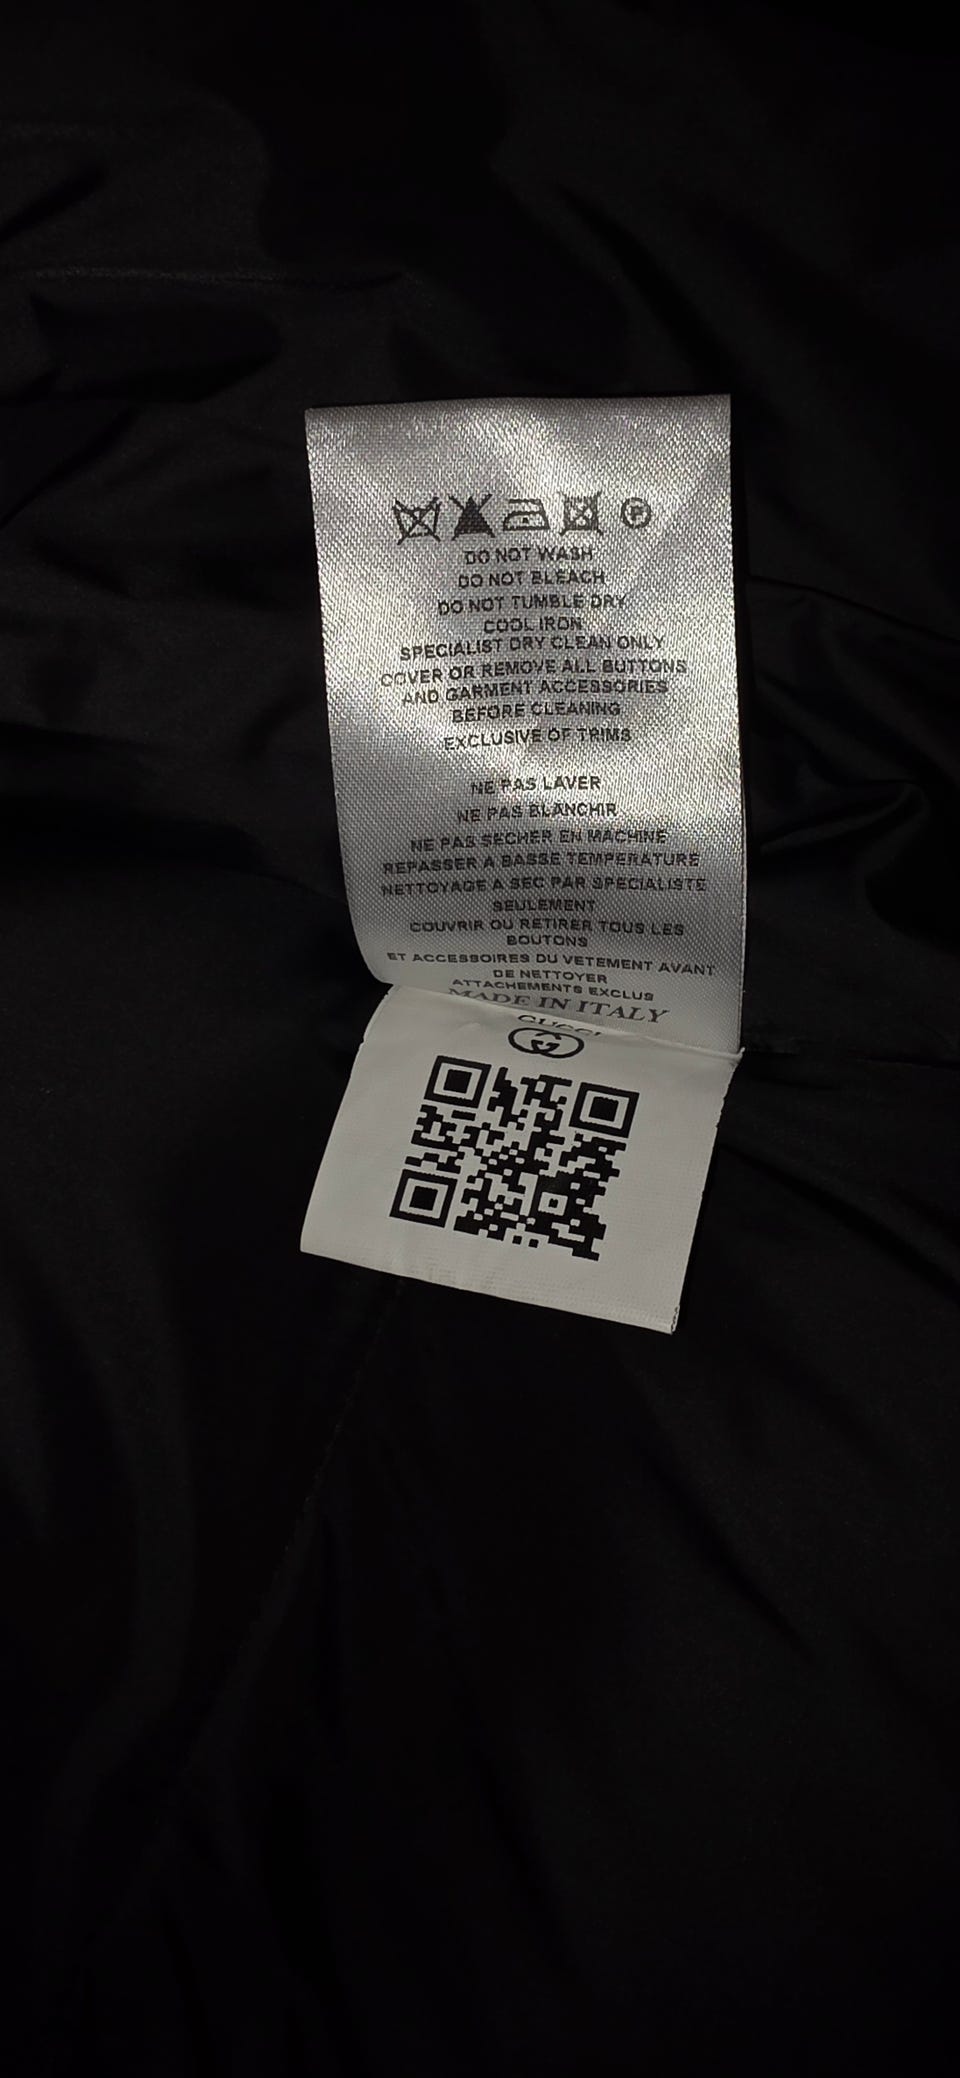 P
DO NOT WASH
DO NOT BLEACH
DO NOT TUMBLE DRY
COOL IRON
SPECIALIST DRY CLEAN ONLY
COVER OR REMOVE ALL BUTTONS
AND GARMENT ACCESSORIES
BEFORE CLEANING
EXCLUSIVE OF TRIMS
NE PAS LAVER
NE PAS BLANCHIR
NE PAS SECHER EN MACHINE
REPASSER A BASSE TEMPERATURE
NETTOYAGE A SEC PAR SPECIALISTE
SEULEMENT
COUVRIR OU RETIRER TOUS LES
BOUTONS
ET ACCESSOIRES DU VETEMENT AVANT
DE NETTOYER
ATTACHEMENTS EXCLUS
MADE IN ITALY
GUCCI